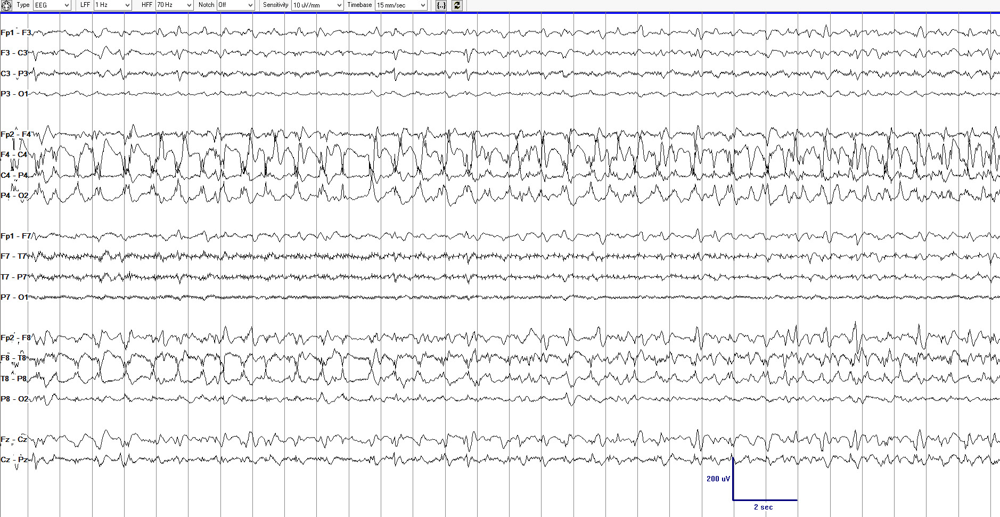 Type EEG LFF 1 Hz HFF 70 Hz Notch Off Sensitivity 10 uV/mm Timebase 15 mm/sec {..}
Fp1 - F3
F3 - C3
C3 - P3
P3 - O1
Fp2 - F4
F4 - C4
C4 - P4
P4 - O2
Fp1 - F7
F7 - T7
T7 - P7
P7 - O1
Fp2 - F8
F8 - T8
T8 - P8
P8 - O2
Fz - Cz
Cz - Pz
200 uV
2 sec